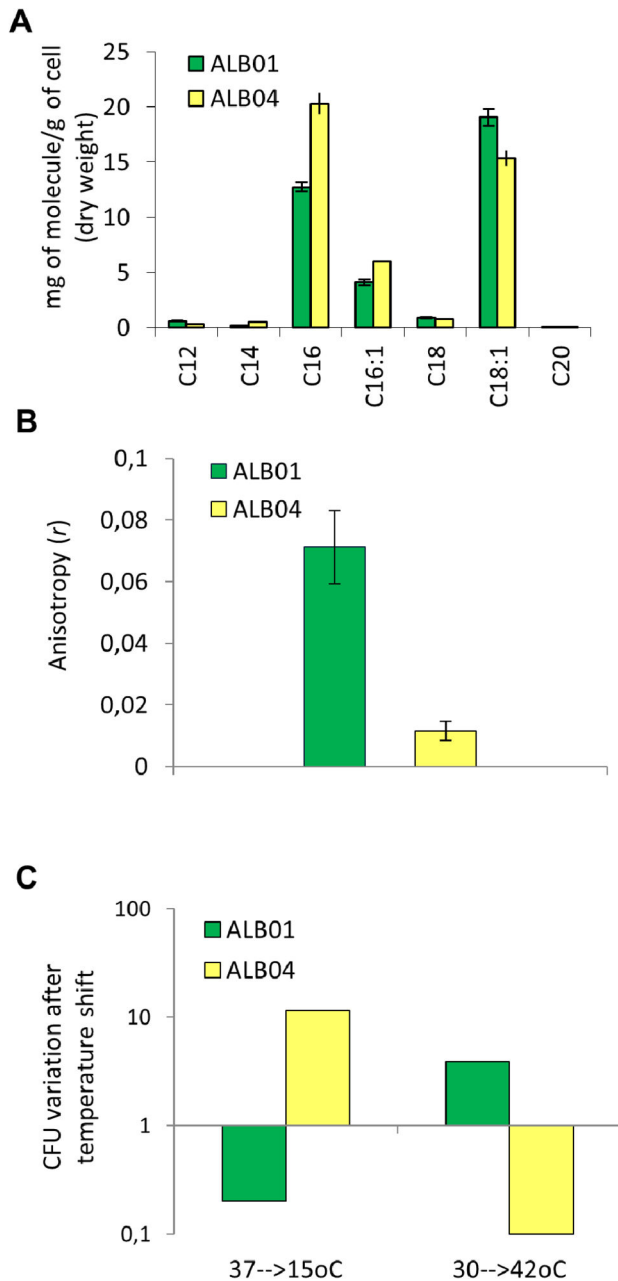 A
mg of molecule/g of cell
(dry weight)
25
20
15
10
5
0
ALB01
ALB04
C12
C14
C16
C16:1
C18
C18:1
C20
B
Anisotropy (r)
0,1
0,08
0,06
0,04
0,02
0
ALB01
ALB04
C
CFU variation after
temperature shift
100
10
1
0,1
ALB01
ALB04
37-->15oC
30-->42oC